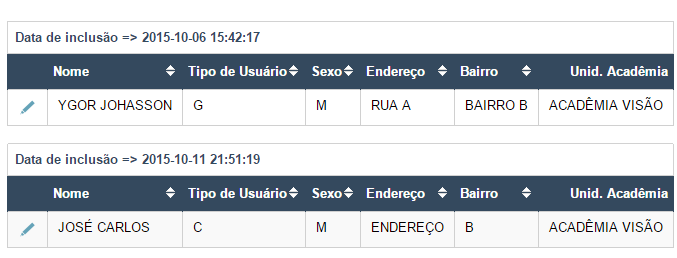 Data de inclusão => 2015-10-06 15:42:17
Nome Tipo de Usuário Sexo Endereço Bairro Unid. Acadêmia
YGOR JOHASSON G M RUA A BAIRRO B ACADÊMIA VISÃO
Data de inclusão => 2015-10-11 21:51:19
Nome Tipo de Usuário Sexo Endereço Bairro Unid. Acadêmia
JOSÉ CARLOS C M ENDEREÇO B ACADÊMIA VISÃO